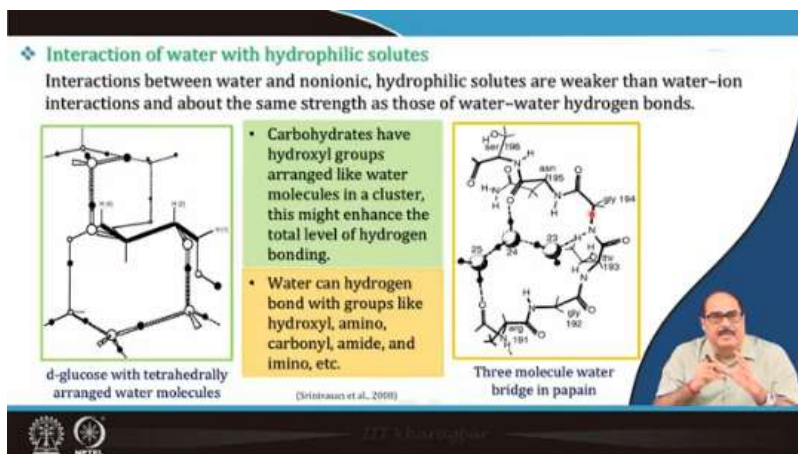 ❖ Interaction of water with hydrophilic solutes
Interactions between water and nonionic, hydrophilic solutes are weaker than water–ion
interactions and about the same strength as those of water–water hydrogen bonds.
H (6)
H (2)
d-glucose with tetrahedrally
arranged water molecules
• Carbohydrates have
hydroxyl groups
arranged like water
molecules in a cluster,
this might enhance the
total level of hydrogen
bonding.
• Water can hydrogen
bond with groups like
hydroxyl, amino,
carbonyl, amide, and
imino, etc.
(Srinivasan et al., 2008)
ser 196
asn
195
gly 194
25
24
23
193
gly
192
arg
191
Three molecule water
bridge in papain
NPTEL
IIT Kharagpur